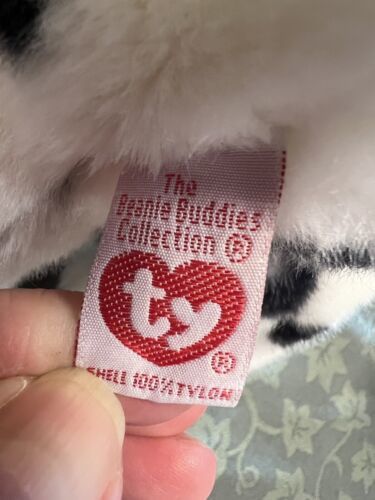 The
Beanie Buddies
Collection ®
ty
®
SHELL 100% TYLON